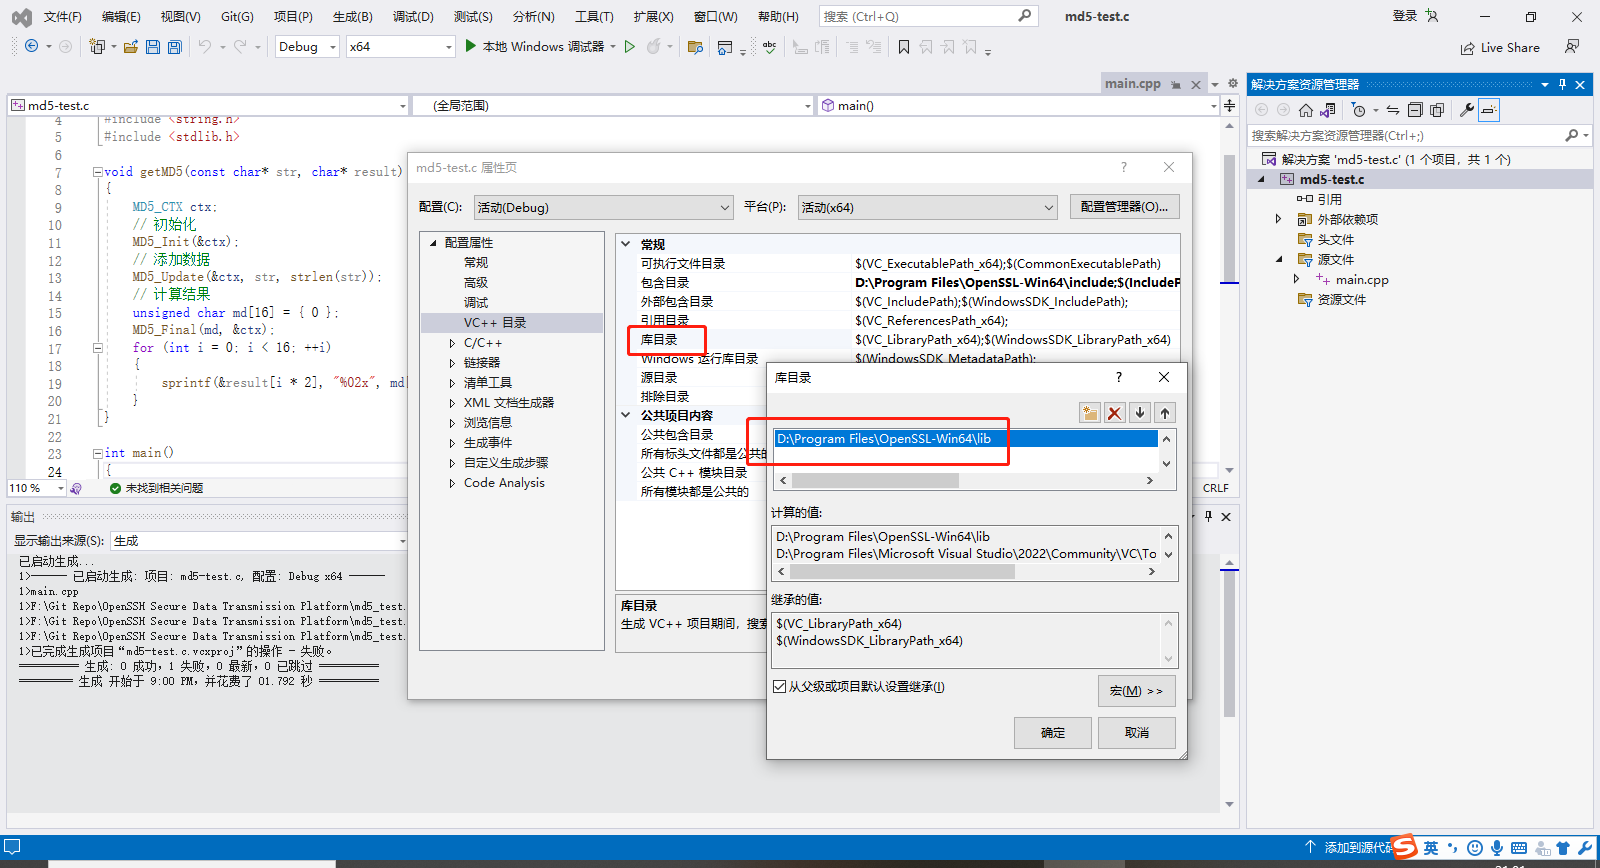 文件(F) 编辑(E) 视图(V) Git(G) 项目(P) 生成(B) 调试(D) 测试(S) 分析(N) 工具(T) 扩展(X) 窗口(W) 帮助(H) 搜索 (Ctrl+Q) md5-test.c 登录
Debug x64 本地 Windows 调试器 Live Share
main.cpp
md5-test.c (全局范围) main()
4 #include <string.h>
5 #include <stdlib.h>
6
7 void getMD5(const char* str, char* result)
8 {
9 MD5_CTX ctx;
10 // 初始化
11 MD5_Init(&ctx);
12 // 添加数据
13 MD5_Update(&ctx, str, strlen(str));
14 // 计算结果
15 unsigned char md[16] = { 0 };
16 MD5_Final(md, &ctx);
17 for (int i = 0; i < 16; ++i)
18 {
19 sprintf(&result[i * 2], "%02x", md[
20 }
21 }
22
23 int main()
24 {
110 % 未找到相关问题 CRLF
输出
显示输出来源(S): 生成
已启动生成...
1>------ 已启动生成: 项目: md5-test.c, 配置: Debug x64 ------
1>main.cpp
1>F:\Git Repo\OpenSSH Secure Data Transmission Platform\md5_test.
1>F:\Git Repo\OpenSSH Secure Data Transmission Platform\md5_test.
1>F:\Git Repo\OpenSSH Secure Data Transmission Platform\md5_test.
1>已完成生成项目“md5-test.c.vcxproj”的操作 - 失败。
========== 生成: 0 成功，1 失败，0 最新，0 已跳过 ==========
========== 生成 开始于 9:00 PM，并花费了 01.792 秒 ==========
md5-test.c 属性页 ?
配置(C): 活动(Debug) 平台(P): 活动(x64) 配置管理器(O)...
配置属性
常规
高级
调试
VC++ 目录
C/C++
链接器
清单工具
XML 文档生成器
浏览信息
生成事件
自定义生成步骤
Code Analysis
常规
可执行文件目录 $(VC_ExecutablePath_x64);$(CommonExecutablePath)
包含目录 D:\Program Files\OpenSSL-Win64\include;$(IncludeP
外部包含目录 $(VC_IncludePath);$(WindowsSDK_IncludePath);
引用目录 $(VC_ReferencesPath_x64);
库目录 $(VC_LibraryPath_x64);$(WindowsSDK_LibraryPath_x64)
Windows 运行库目录 $(WindowsSDK_MetadataPath);
源目录
排除目录
公共项目内容
公共包含目录
所有标头文件都是公共的
公共 C++ 模块目录
所有模块都是公共的
库目录
生成 VC++ 项目期间，搜索
库目录 ?
D:\Program Files\OpenSSL-Win64\lib
计算的值:
D:\Program Files\OpenSSL-Win64\lib
D:\Program Files\Microsoft Visual Studio\2022\Community\VC\To
继承的值:
$(VC_LibraryPath_x64)
$(WindowsSDK_LibraryPath_x64)
从父级或项目默认设置继承(I)
宏(M) >>
确定 取消
解决方案资源管理器
搜索解决方案资源管理器(Ctrl+;)
解决方案 'md5-test.c' (1 个项目，共 1 个)
md5-test.c
引用
外部依赖项
头文件
源文件
main.cpp
资源文件
添加到源代码
英